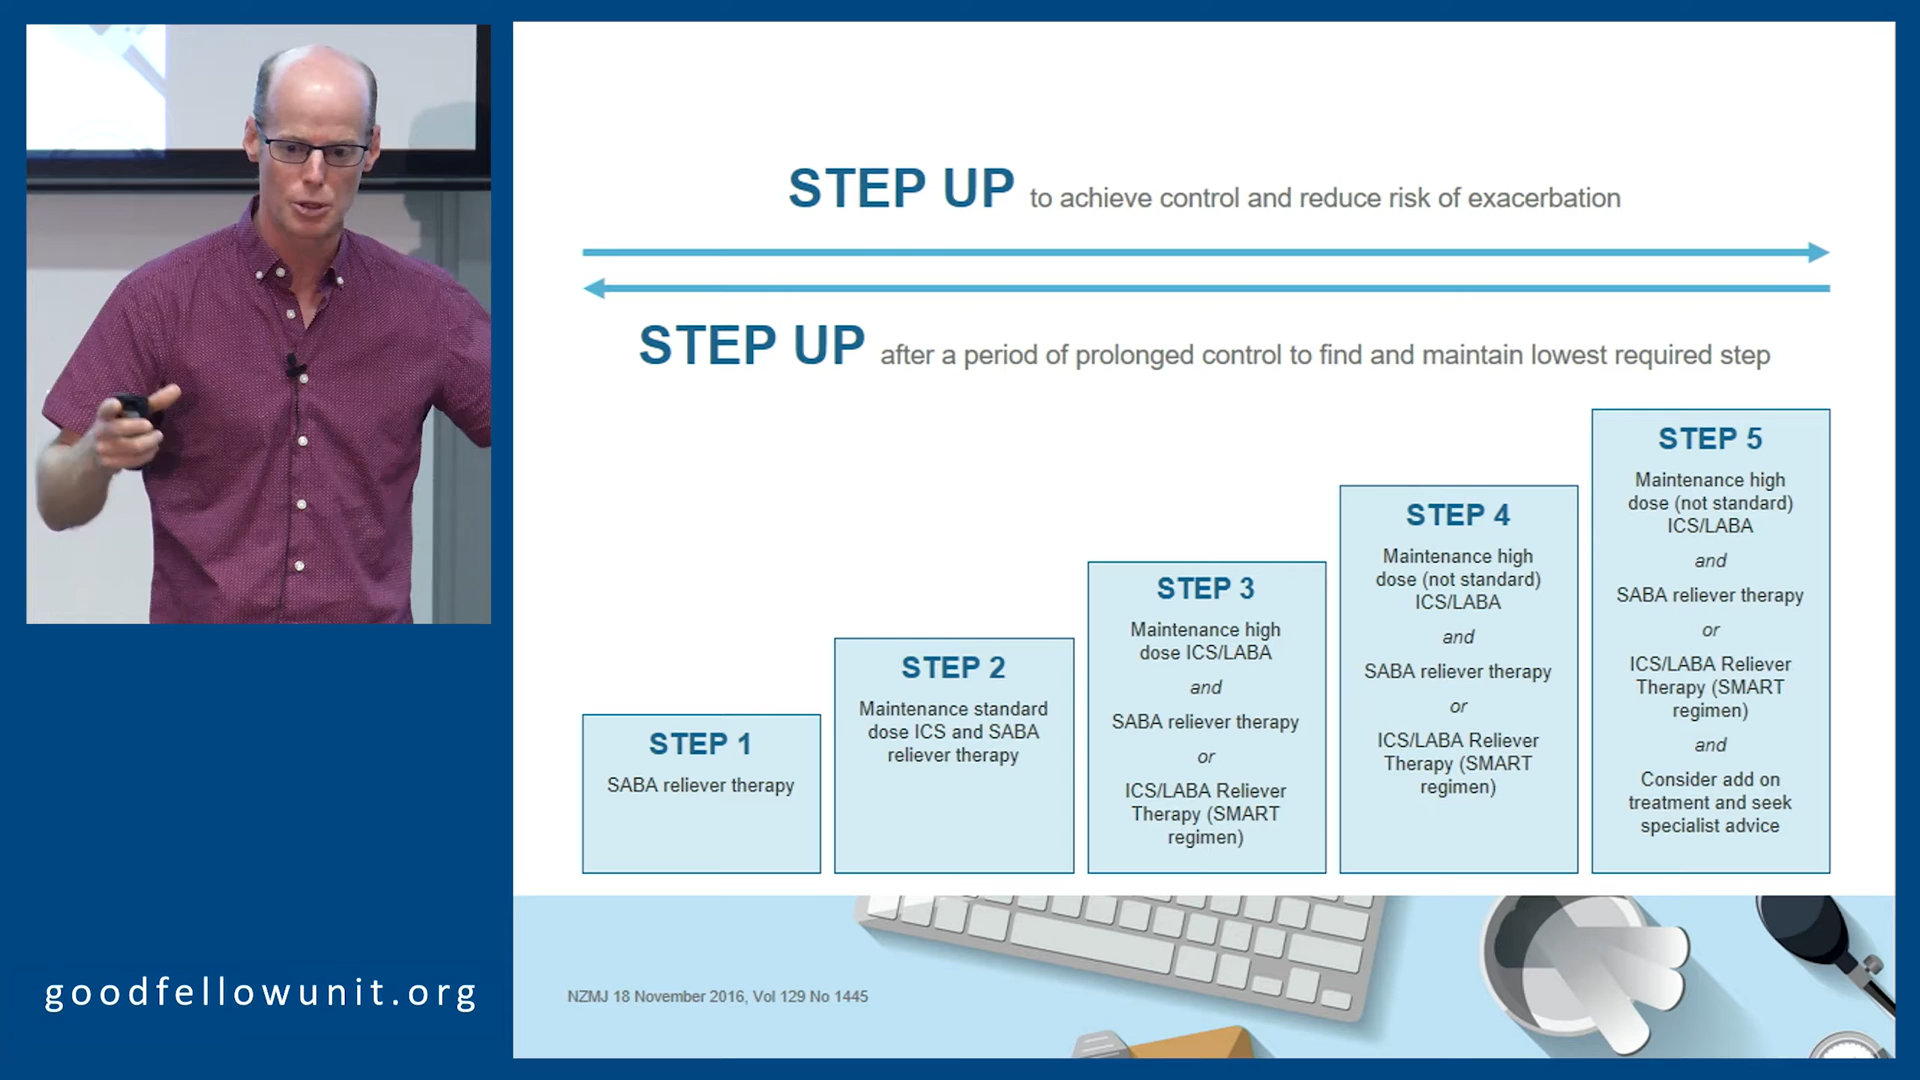 STEP UP to achieve control and reduce risk of exacerbation
STEP UP after a period of prolonged control to find and maintain lowest required step
STEP 1
SABA reliever therapy
STEP 2
Maintenance standard
dose ICS and SABA
reliever therapy
STEP 3
Maintenance high
dose ICS/LABA
and
SABA reliever therapy
or
ICS/LABA Reliever
Therapy (SMART
regimen)
STEP 4
Maintenance high
dose (not standard)
ICS/LABA
and
SABA reliever therapy
or
ICS/LABA Reliever
Therapy (SMART
regimen)
STEP 5
Maintenance high
dose (not standard)
ICS/LABA
and
SABA reliever therapy
or
ICS/LABA Reliever
Therapy (SMART
regimen)
and
Consider add on
treatment and seek
specialist advice
NZMJ 18 November 2016, Vol 129 No 1445
goodfellowunit.org